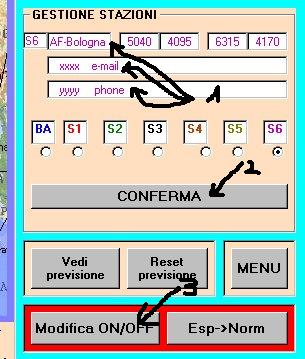 GESTIONE STAZIONI
S6 AF-Bologna 5040 4095 6315 4170
xxxx e-mail
yyyy phone
1
BA S1 S2 S3 S4 S5 S6
2
CONFERMA
Vedi previsione Reset previsione MENU
3
Modifica ON/OFF Esp->Norm